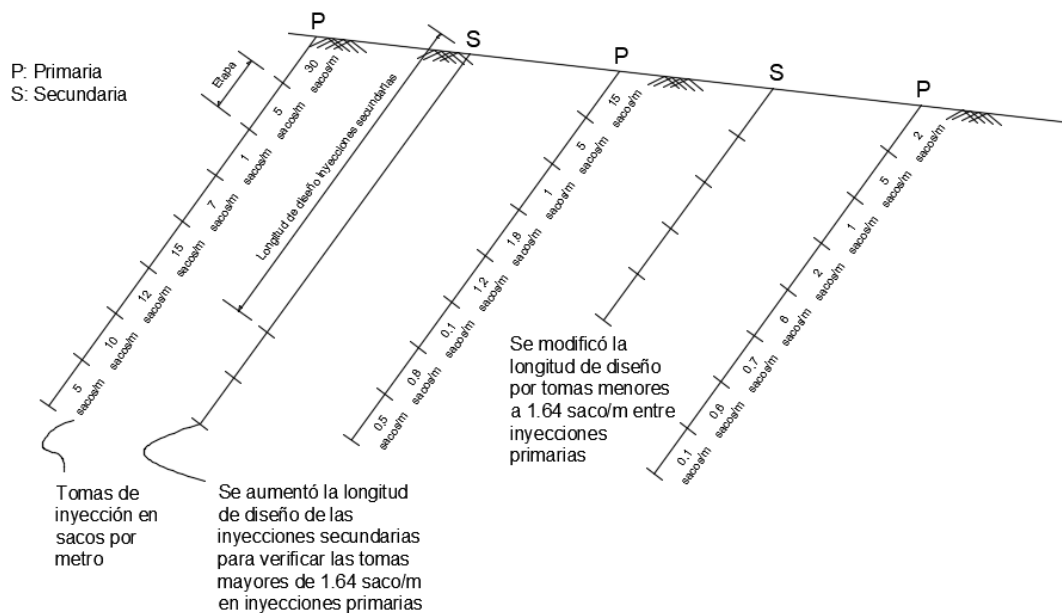 P
S
P
S
P
P: Primaria
S: Secundaria
Etapa
Longitud de diseño inyecciones secundarias
30
sacos/m
5
sacos/m
1
sacos/m
7
sacos/m
15
sacos/m
12
sacos/m
10
sacos/m
5
sacos/m
15
sacos/m
5
sacos/m
1
sacos/m
1,8
sacos/m
1,2
sacos/m
0.1
sacos/m
0,8
sacos/m
0,5
sacos/m
2
sacos/m
5
sacos/m
1
sacos/m
2
sacos/m
6
sacos/m
0,7
sacos/m
0,6
sacos/m
0.1
sacos/m
Se modificó la
longitud de diseño
por tomas menores
a 1.64 saco/m entre
inyecciones
primarias
Tomas de
inyección en
sacos por
metro
Se aumentó la longitud
de diseño de las
inyecciones secundarias
para verificar las tomas
mayores de 1.64 saco/m
en inyecciones primarias